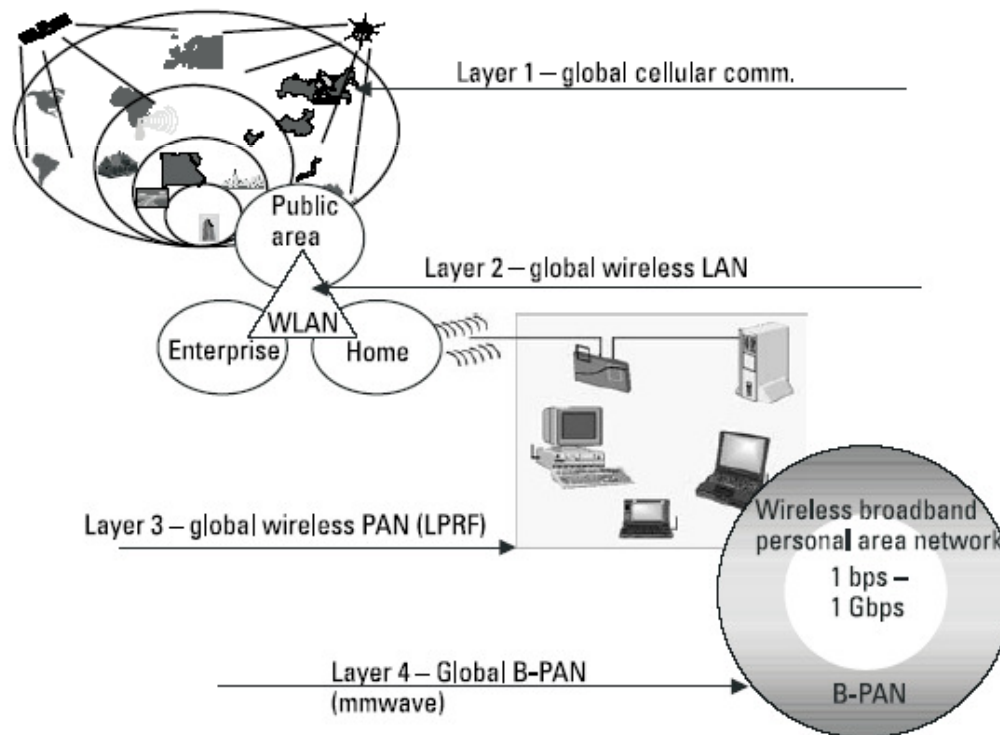 Layer 1 – global cellular comm.
Public
area
Layer 2 – global wireless LAN
WLAN
Enterprise
Home
Layer 3 – global wireless PAN (LPRF)
Wireless broadband
personal area network
1 bps –
1 Gbps
Layer 4 – Global B-PAN
(mmwave)
B-PAN